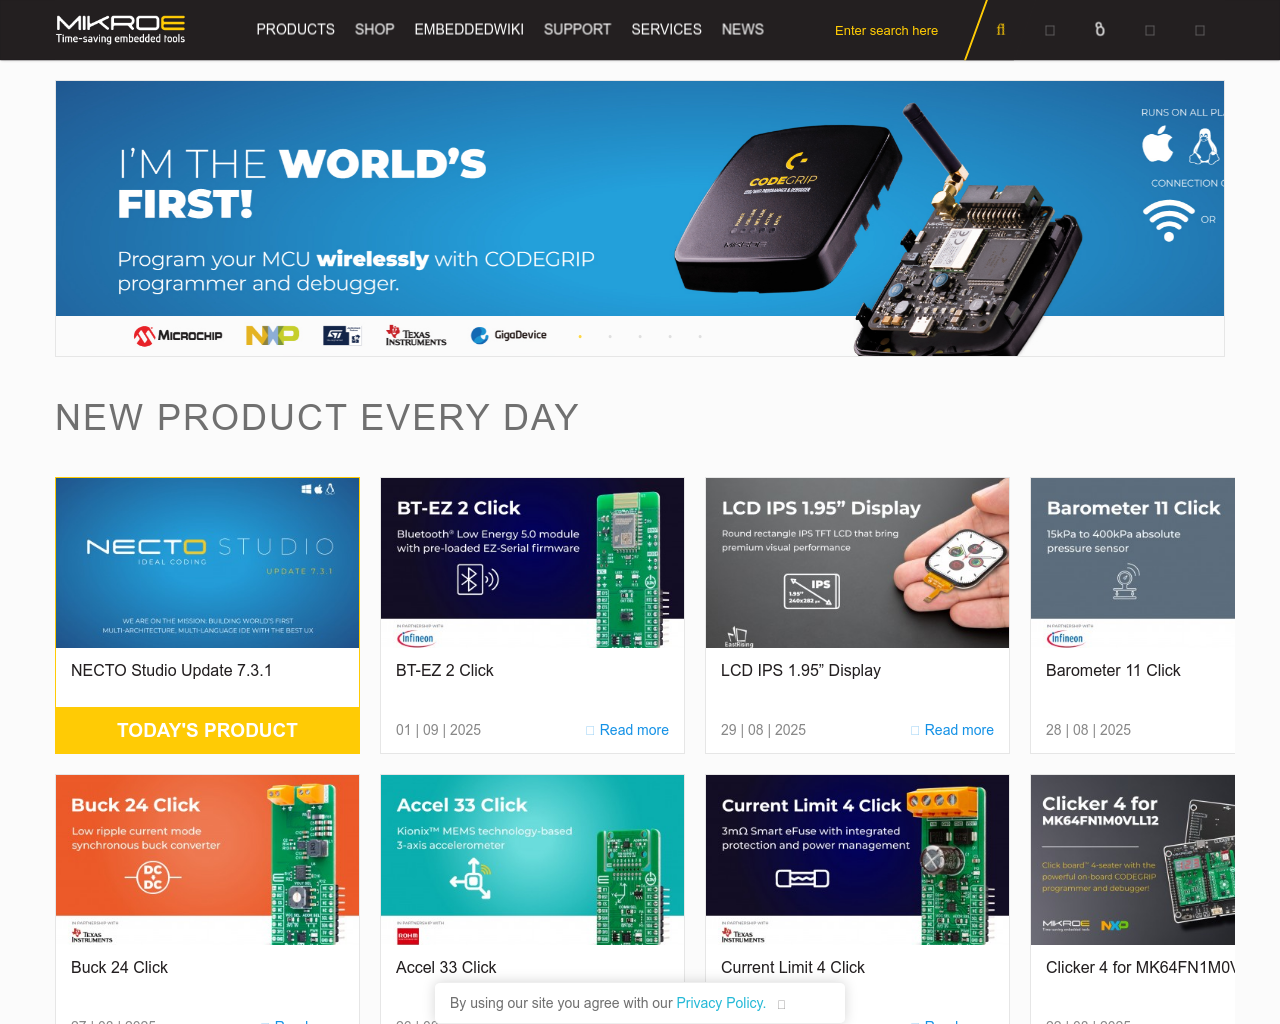 MIKROE
Time-saving embedded tools
PRODUCTS SHOP EMBEDDEDWIKI SUPPORT SERVICES NEWS
Enter search here
I'M THE WORLD'S
FIRST!
Program your MCU wirelessly with CODEGRIP
programmer and debugger.
CODEGRIP
RUNS ON ALL
CONNECTION
OR
MICROCHIP NXP ST TEXAS INSTRUMENTS GigaDevice
NEW PRODUCT EVERY DAY
NECTO STUDIO
IDEAL CODING
UPDATE 7.3.1
WE ARE ON THE MISSION: BUILDING WORLD'S FIRST
MULTI-ARCHITECTURE, MULTI-LANGUAGE IDE WITH THE BEST UX
NECTO Studio Update 7.3.1
TODAY'S PRODUCT
BT-EZ 2 Click
Bluetooth® Low Energy 5.0 module
with pre-loaded EZ-Serial firmware
IN PARTNERSHIP WITH
infineon
BT-EZ 2 Click
01 | 09 | 2025 Read more
LCD IPS 1.95” Display
Round rectangle IPS TFT LCD that bring
premium visual performance
IPS
1.95"
240x282 px
EastRising
LCD IPS 1.95” Display
29 | 08 | 2025 Read more
Barometer 11 Click
15kPa to 400kPa absolute
pressure sensor
IN PARTNERSHIP WITH
infineon
Barometer 11 Click
28 | 08 | 2025
Buck 24 Click
Low ripple current mode
synchronous buck converter
DC
DC
IN PARTNERSHIP WITH
TEXAS INSTRUMENTS
Buck 24 Click
Accel 33 Click
Kionix™ MEMS technology-based
3-axis accelerometer
IN PARTNERSHIP WITH
ROHM
Accel 33 Click
Current Limit 4 Click
3mΩ Smart eFuse with integrated
protection and power management
IN PARTNERSHIP WITH
TEXAS INSTRUMENTS
Current Limit 4 Click
Clicker 4 for
MK64FN1M0VLL12
Click board™ 4-seater with the
powerful on-board CODEGRIP
programmer and debugger!
MIKROE NXP
Time-saving embedded tools
Clicker 4 for MK64FN1M0V
By using our site you agree with our Privacy Policy.